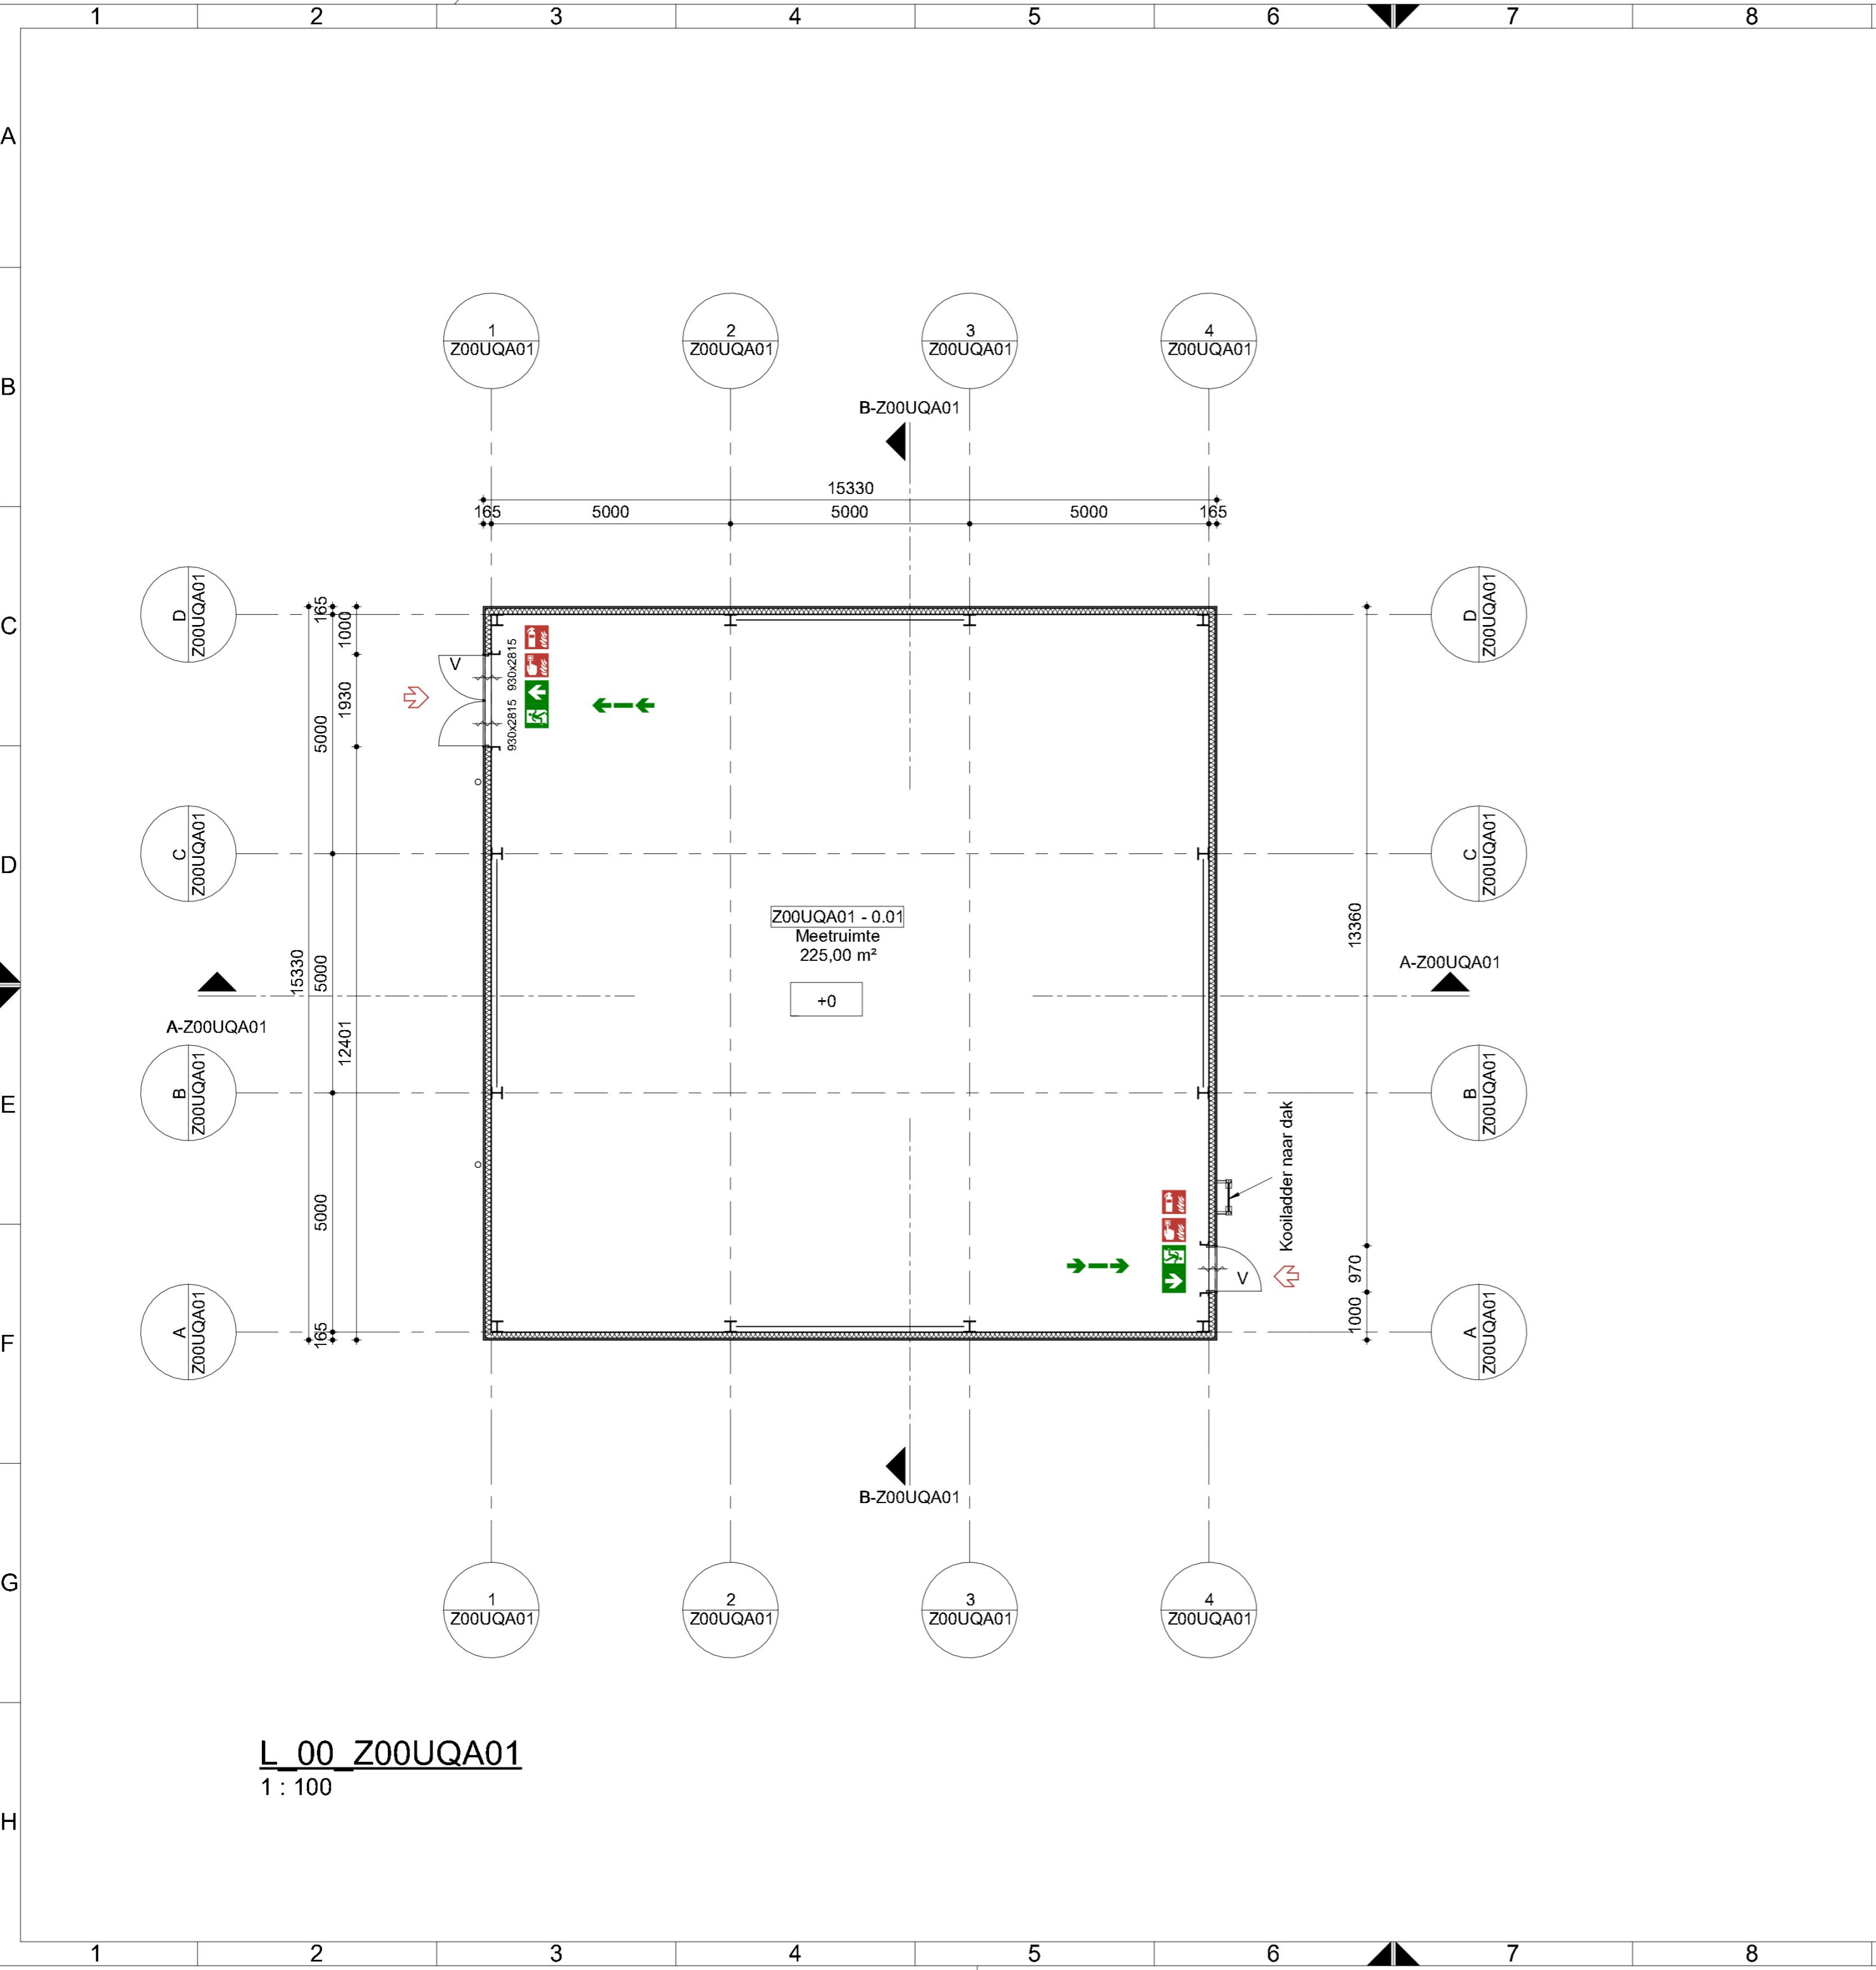 1 2 3 4 5 6 7 8
A
B
C
D
E
F
G
H
1
Z00UQA01
2
Z00UQA01
3
Z00UQA01
4
Z00UQA01
B-Z00UQA01
15330
165 5000 5000 5000 165
D
Z00UQA01
C
Z00UQA01
B
Z00UQA01
A
Z00UQA01
15330
165
5000
5000
5000
165
1000
1930
12401
V
930x2815
930x2815
Z00UQA01 - 0.01
Meetruimte
225,00 m²
+0
A-Z00UQA01
A-Z00UQA01
13360
970
1000
Kooiladder naar dak
V
D
Z00UQA01
C
Z00UQA01
B
Z00UQA01
A
Z00UQA01
B-Z00UQA01
1
Z00UQA01
2
Z00UQA01
3
Z00UQA01
4
Z00UQA01
L_00_Z00UQA01
1 : 100
1 2 3 4 5 6 7 8